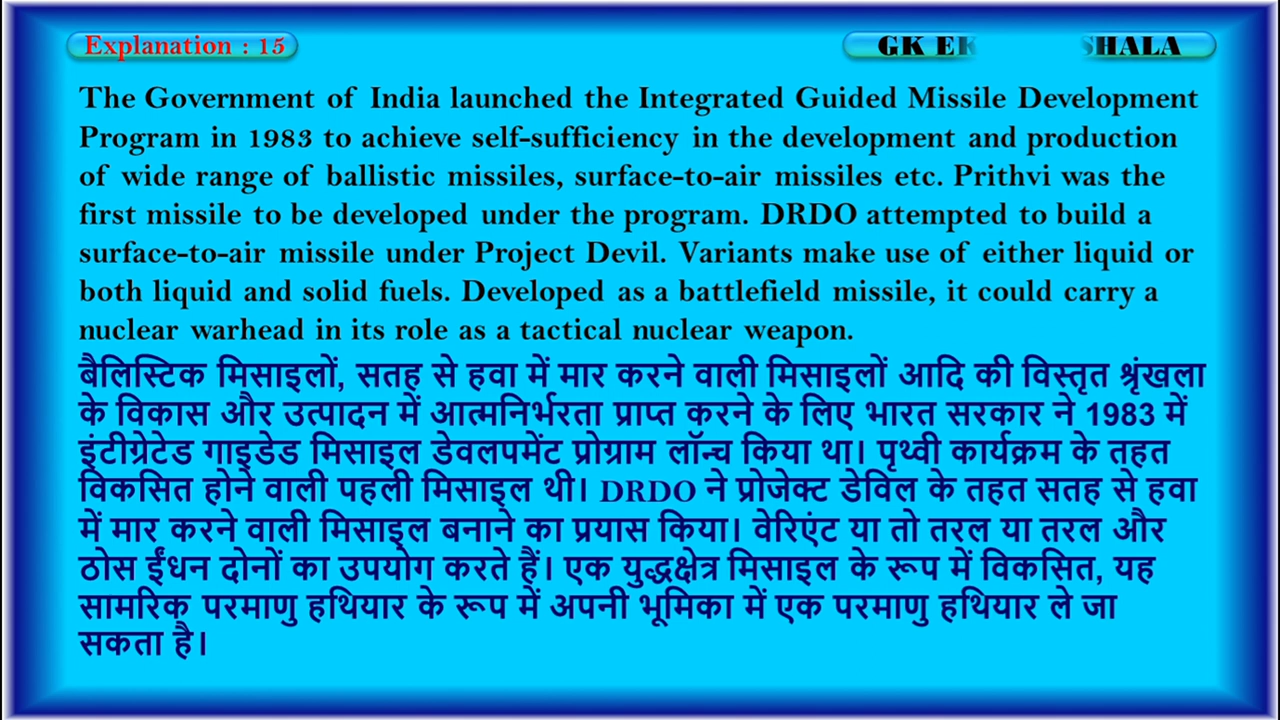 Explanation : 15
GK E
HALA
The Government of India launched the Integrated Guided Missile Development
Program in 1983 to achieve self-sufficiency in the development and production
of wide range of ballistic missiles, surface-to-air missiles etc. Prithvi was the
first missile to be developed under the program. DRDO attempted to build a
surface-to-air missile under Project Devil. Variants make use of either liquid or
both liquid and solid fuels. Developed as a battlefield missile, it could carry a
nuclear warhead in its role as a tactical nuclear weapon.
बैलिस्टिक मिसाइलों, सतह से हवा में मार करने वाली मिसाइलों आदि की विस्तृत श्रृंखला
के विकास और उत्पादन में आत्मनिर्भरता प्राप्त करने के लिए भारत सरकार ने 1983 में
इंटीग्रेटेड गाइडेड मिसाइल डेवलपमेंट प्रोग्राम लॉन्च किया था। पृथ्वी कार्यक्रम के तहत
विकसित होने वाली पहली मिसाइल थी। DRDO ने प्रोजेक्ट डेविल के तहत सतह से हवा
में मार करने वाली मिसाइल बनाने का प्रयास किया। वेरिएंट या तो तरल या तरल और
ठोस ईंधन दोनों का उपयोग करते हैं। एक युद्धक्षेत्र मिसाइल के रूप में विकसित, यह
सामरिक परमाणु हथियार के रूप में अपनी भूमिका में एक परमाणु हथियार ले जा
सकता है।